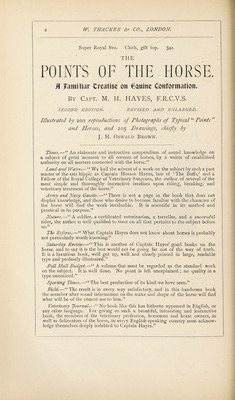 2 W. THACKER & CO., LONDON.
Super Royal 8vo. Cloth, gilt top. 34s.
THE
POINTS OF THE HORSE.
A Familiar Treatise on Equine Conformation.
BY CAPT. M. H. HAYES, F.R.C.V.S.
SECOND EDITION. REVISED AND ENLARGED.
Illustrated by 200 reproductions of Photographs of Typical "Points"
and Horses, and 205 Drawings, chiefly by
J. H. OSWALD BROWN.
Times.—"An elaborate and instructive compendium of sound knowledge on
a subject of great moment to all owners of horses, by a writer of established
authority on all matters connected with the horse."
Land and Water.—"We hail the advent of a work on the subject by such a past
master of the arts hippic as Captain Horace Hayes, late of 'The Buffs,' and a
Fellow of the Royal College of Veterinary Surgeons, the author of several of the
most simple and thorough instructive treatises upon riding, breaking, and
veterinary treatment of the horse."
Army and Navy Gazette.—"There is not a page in the book that does not
display knowledge, and those who desire to become familiar with the characters of
the horse will find the work invaluable. It is scientific in its method and
practical in its purpose."
Nature.—"A soldier, a certificated veterinarian, a traveller, and a successful
rider, the author is well qualified to treat on all that pertains to the subject before
us."
The Referee.—"What Captain Hayes does not know about horses is probably
not particularly worth knowing."
Saturday Review.—"This is another of Captain Hayes' good books on the
horse, and to say it is the best would not be going far out of the way of truth.
It is a luxurious book, well got up, well and clearly printed in large, readable
type and profusely illustrated."
Pall Mall Budget.—"A volume that must be regarded as the standard work
on the subject. It is well done. No point is left unexplained; no quality in a
type unnoticed."
Sporting Times.—"The best production of its kind we have seen."
Field.—"The result is in every way satisfactory, and in this handsome book
the searcher after sound information on the make and shape of the horse will find
what will be of the utmost use to him."
Veterinary Journal.—"No book like this has hitherto appeared in English, or
any other language. For giving us such a beautiful, interesting and instructive
book, the members of the veterinary profession, horsemen and horse owners, as
well as delineators of the horse, in every English-speaking country must acknow-
ledge themselves deeply indebted to Captain Hayes."